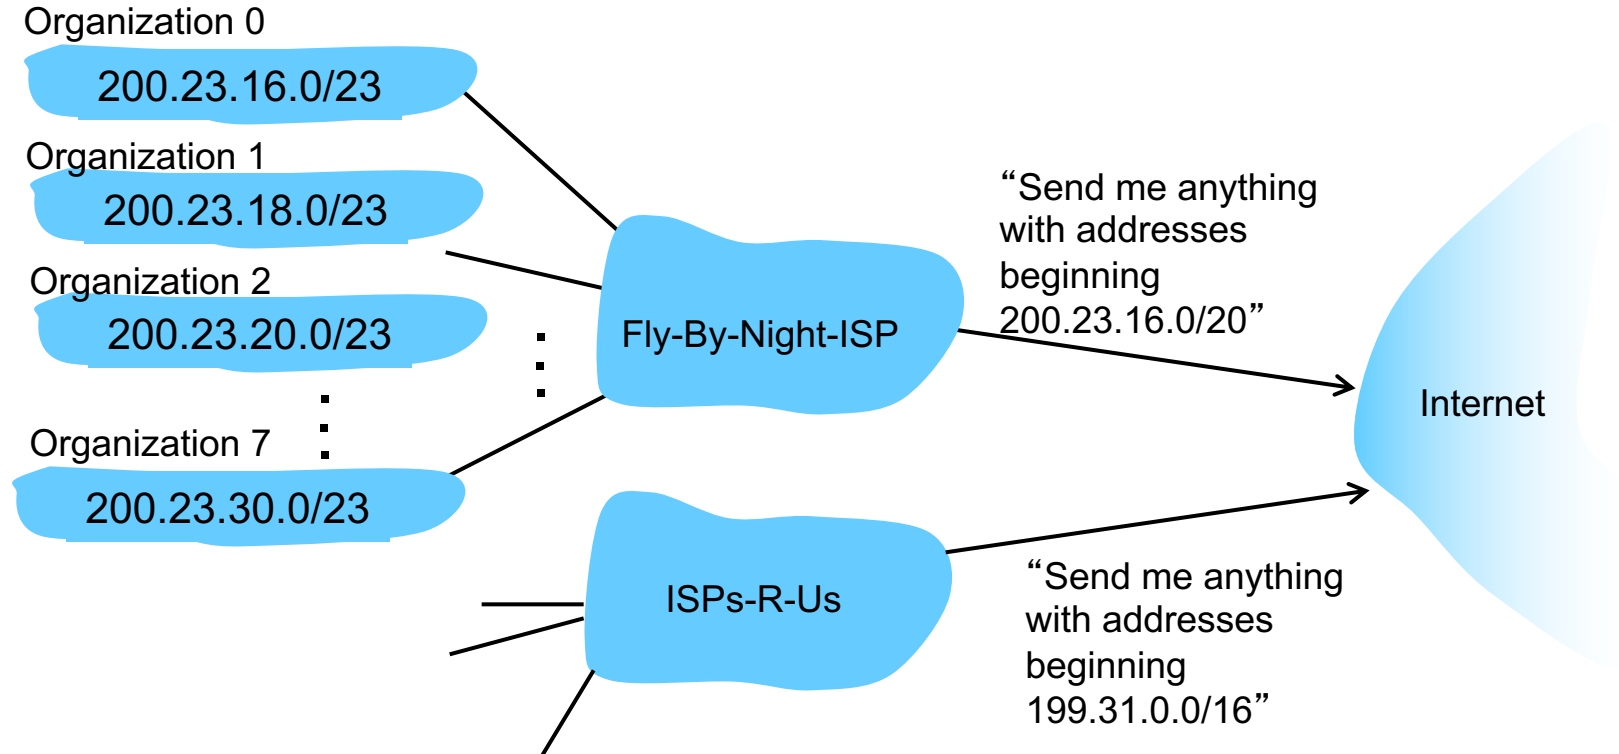 Organization 0
200.23.16.0/23
Organization 1
200.23.18.0/23
Organization 2
200.23.20.0/23
Organization 7
200.23.30.0/23
Fly-By-Night-ISP
“Send me anything
with addresses
beginning
200.23.16.0/20”
Internet
ISPs-R-Us
“Send me anything
with addresses
beginning
199.31.0.0/16”